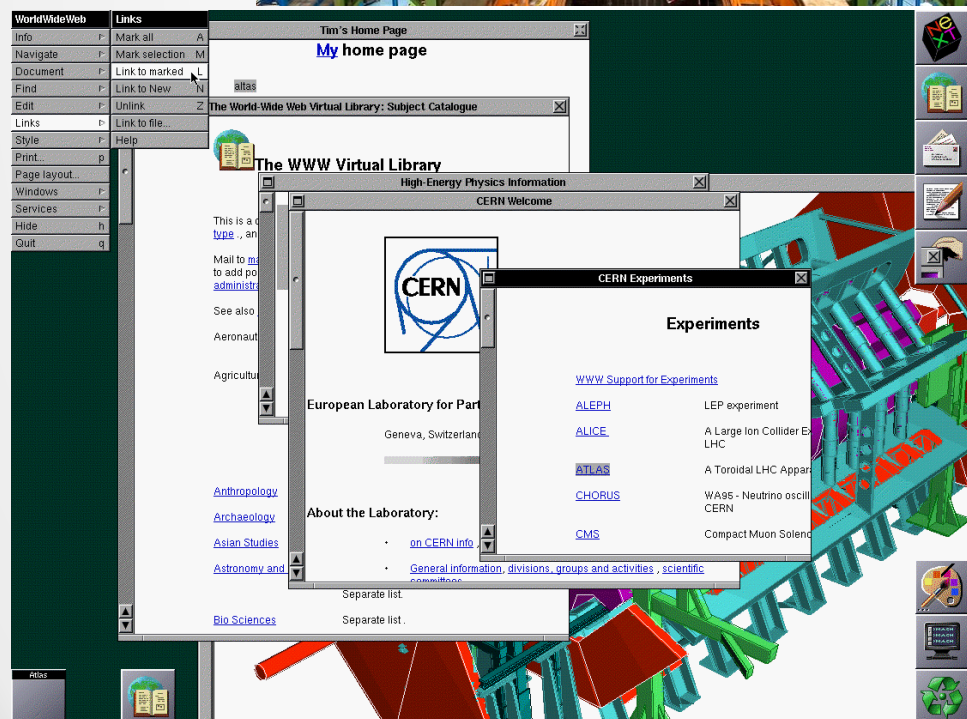 WorldWideWeb
Info
Navigate
Document
Find
Edit
Links
Style
Print... p
Page layout...
Windows
Services
Hide h
Quit q
Links
Mark all A
Mark selection M
Link to marked L
Link to New N
Unlink Z
Link to file...
Help
Tim's Home Page
My home page
altas
The World-Wide Web Virtual Library: Subject Catalogue
The WWW Virtual Library
This is a
type ., an
Mail to
to add po
administra
See also
Aeronaut
Agricultu
Anthropology
Archaeology
Asian Studies
Astronomy and
Separate list.
Bio Sciences Separate list .
High-Energy Physics Information
CERN Welcome
CERN
European Laboratory for Part
Geneva, Switzerland
About the Laboratory:
• on CERN info ,
• General information, divisions, groups and activities , scientific
committees
CERN Experiments
Experiments
WWW Support for Experiments
ALEPH LEP experiment
ALICE A Large Ion Collider Ex
LHC
ATLAS A Toroidal LHC Appara
CHORUS WA95 - Neutrino oscill
CERN
CMS Compact Muon Soleno
NeXT
Atlas